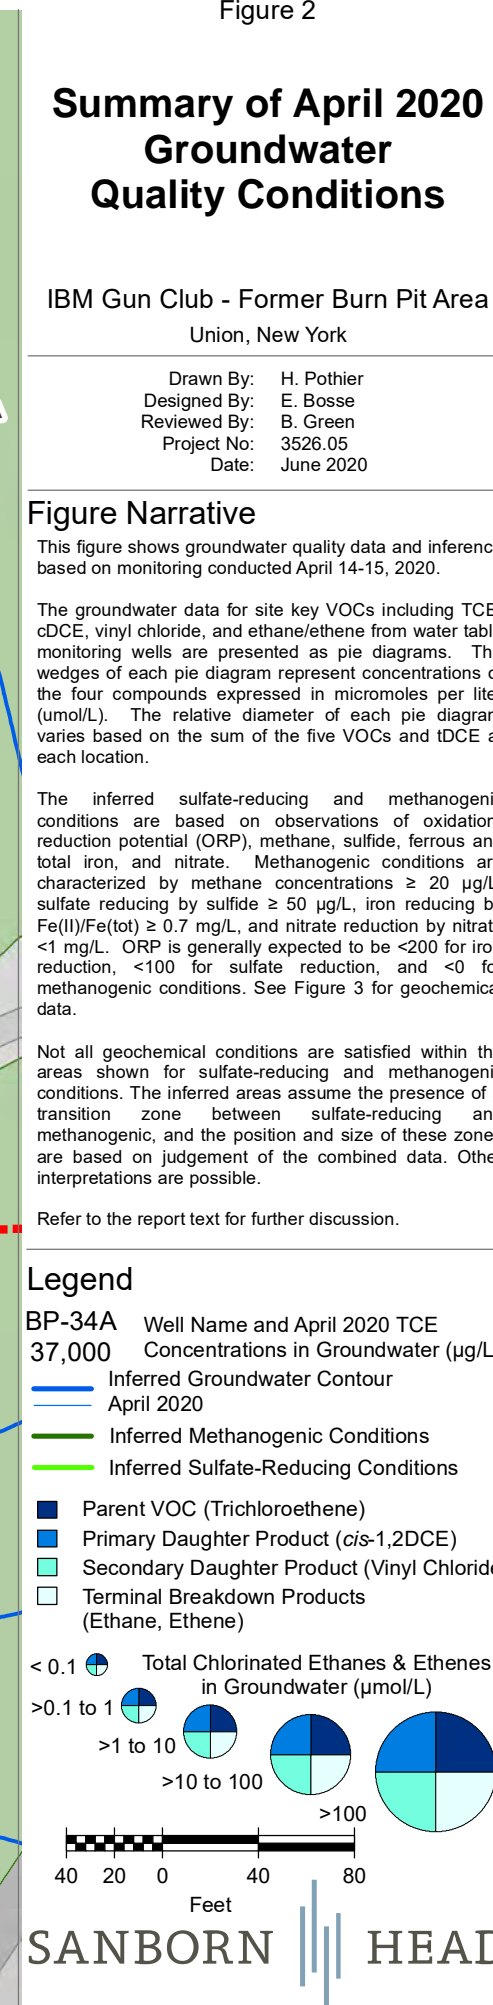 Figure 2
Summary of April 2020
Groundwater
Quality Conditions
IBM Gun Club - Former Burn Pit Area
Union, New York
Drawn By: H. Pothier
Designed By: E. Bosse
Reviewed By: B. Green
Project No: 3526.05
Date: June 2020
Figure Narrative
This figure shows groundwater quality data and inferenc
based on monitoring conducted April 14-15, 2020.
The groundwater data for site key VOCs including TCE
cDCE, vinyl chloride, and ethane/ethene from water tabl
monitoring wells are presented as pie diagrams. Th
wedges of each pie diagram represent concentrations o
the four compounds expressed in micromoles per lite
(umol/L). The relative diameter of each pie diagran
varies based on the sum of the five VOCs and tDCE a
each location.
The inferred sulfate-reducing and methanogeni
conditions are based on observations of oxidation
reduction potential (ORP), methane, sulfide, ferrous an
total iron, and nitrate. Methanogenic conditions ar
characterized by methane concentrations ≥ 20 µg/L
sulfate reducing by sulfide ≥ 50 µg/L, iron reducing b
Fe(II)/Fe(tot) ≥ 0.7 mg/L, and nitrate reduction by nitrat
<1 mg/L. ORP is generally expected to be <200 for iro
reduction, <100 for sulfate reduction, and <0 fo
methanogenic conditions. See Figure 3 for geochemica
data.
Not all geochemical conditions are satisfied within th
areas shown for sulfate-reducing and methanogeni
conditions. The inferred areas assume the presence of
transition zone between sulfate-reducing an
methanogenic, and the position and size of these zone
are based on judgement of the combined data. Othe
interpretations are possible.
Refer to the report text for further discussion.
Legend
BP-34A Well Name and April 2020 TCE
37,000 Concentrations in Groundwater (µg/L
Inferred Groundwater Contour
April 2020
Inferred Methanogenic Conditions
Inferred Sulfate-Reducing Conditions
Parent VOC (Trichloroethene)
Primary Daughter Product (cis-1,2DCE)
Secondary Daughter Product (Vinyl Chloride
Terminal Breakdown Products
(Ethane, Ethene)
Total Chlorinated Ethanes & Ethenes
in Groundwater (µmol/L)
< 0.1
>0.1 to 1
>1 to 10
>10 to 100
>100
40 20 0 40 80
Feet
SANBORN HEAD